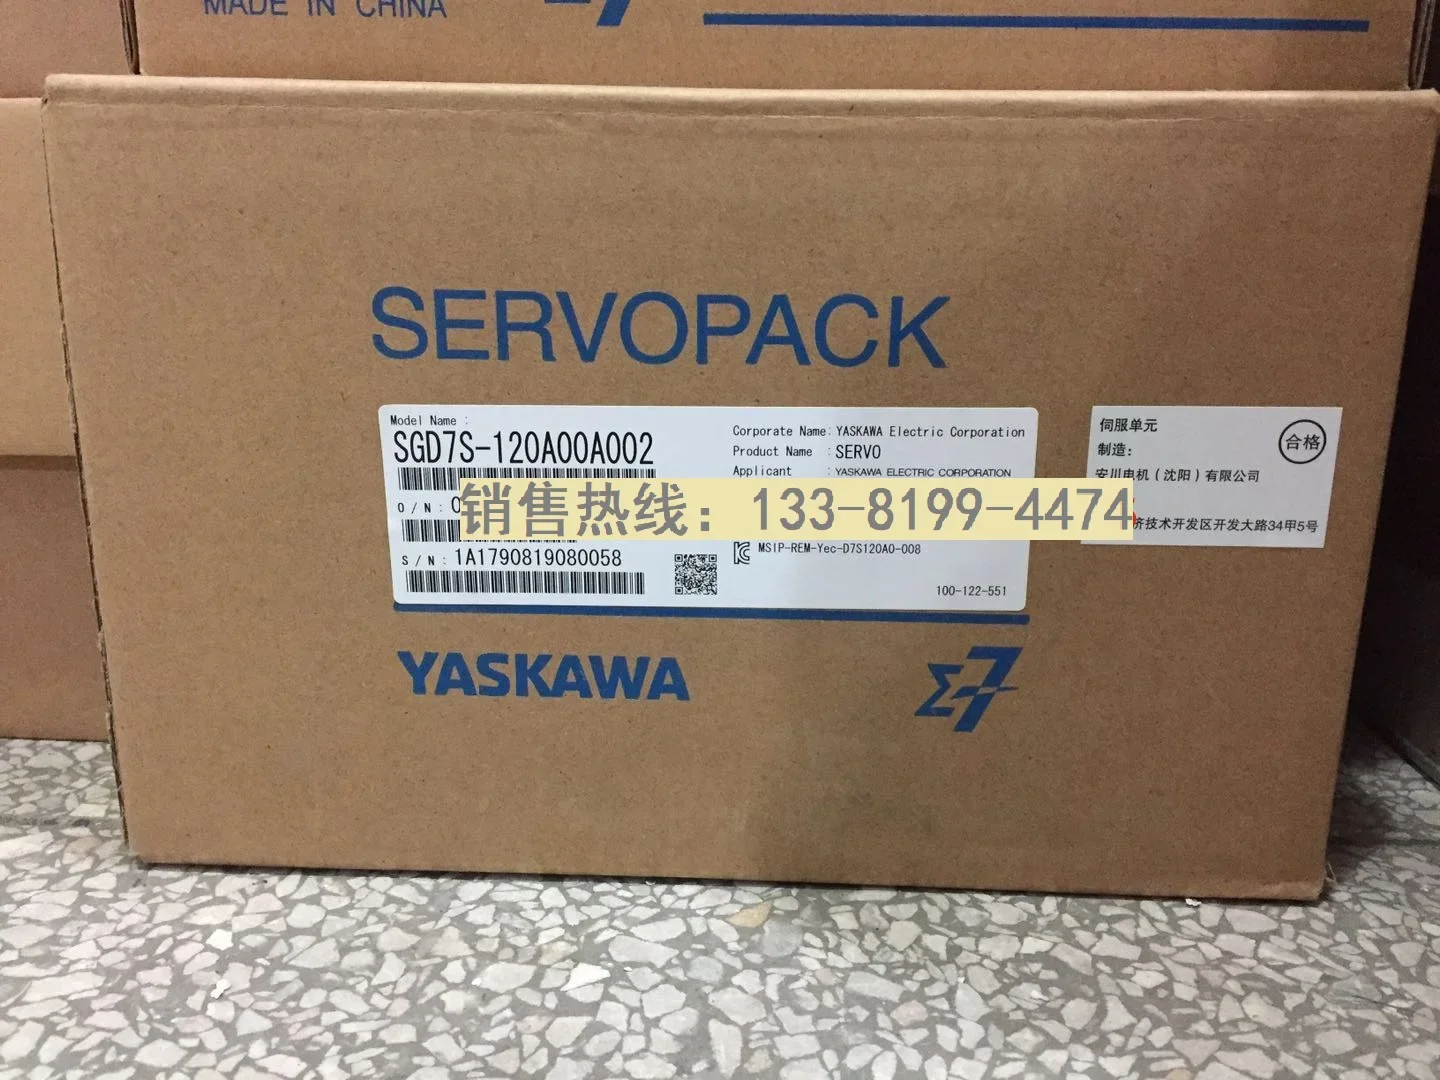 MADE IN CHINA
Σ7
SERVOPACK
Model Name :
SGD7S-120A00A002
O / N :
S / N : 1A1790819080058
Corporate Name: YASKAWA Electric Corporation
Product Name : SERVO
Applicant : YASKAWA ELECTRIC CORPORATION
MSIP-REM-Yec-D7S120A0-008
100-122-551
伺服单元
制造：
安川电机（沈阳）有限公司
济技术开发区开发大路34甲5号
合格
销售热线：133-8199-4474
YASKAWA
Σ-7